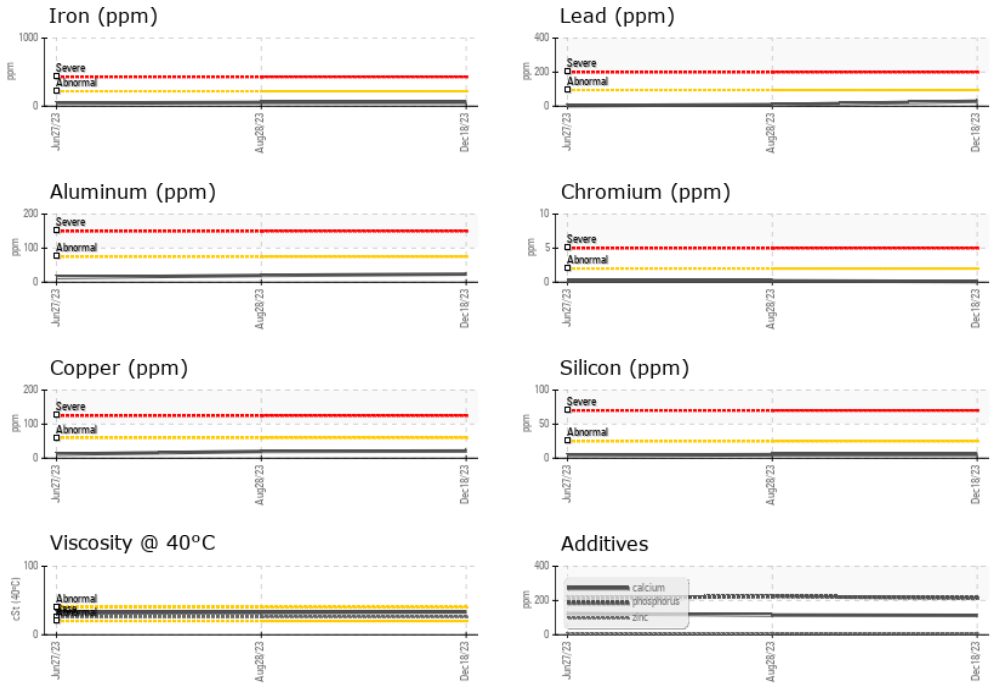 Iron (ppm)
1000
ppm
Severe
Abnormal
0
Jun27/23
Aug28/23
Dec18/23
Lead (ppm)
400
200
ppm
Severe
Abnormal
0
Jun27/23
Aug28/23
Dec18/23
Aluminum (ppm)
200
100
ppm
Severe
Abnormal
0
Jun27/23
Aug28/23
Dec18/23
Chromium (ppm)
10
5
ppm
Severe
Abnormal
0
Jun27/23
Aug28/23
Dec18/23
Copper (ppm)
200
100
ppm
Severe
Abnormal
0
Jun27/23
Aug28/23
Dec18/23
Silicon (ppm)
100
50
ppm
Severe
Abnormal
0
Jun27/23
Aug28/23
Dec18/23
Viscosity @ 40°C
100
cSt (40°C)
Abnormal
Abnormal
0
Jun27/23
Aug28/23
Dec18/23
Additives
400
200
ppm
calcium
phosphorus
zinc
0
Jun27/23
Aug28/23
Dec18/23